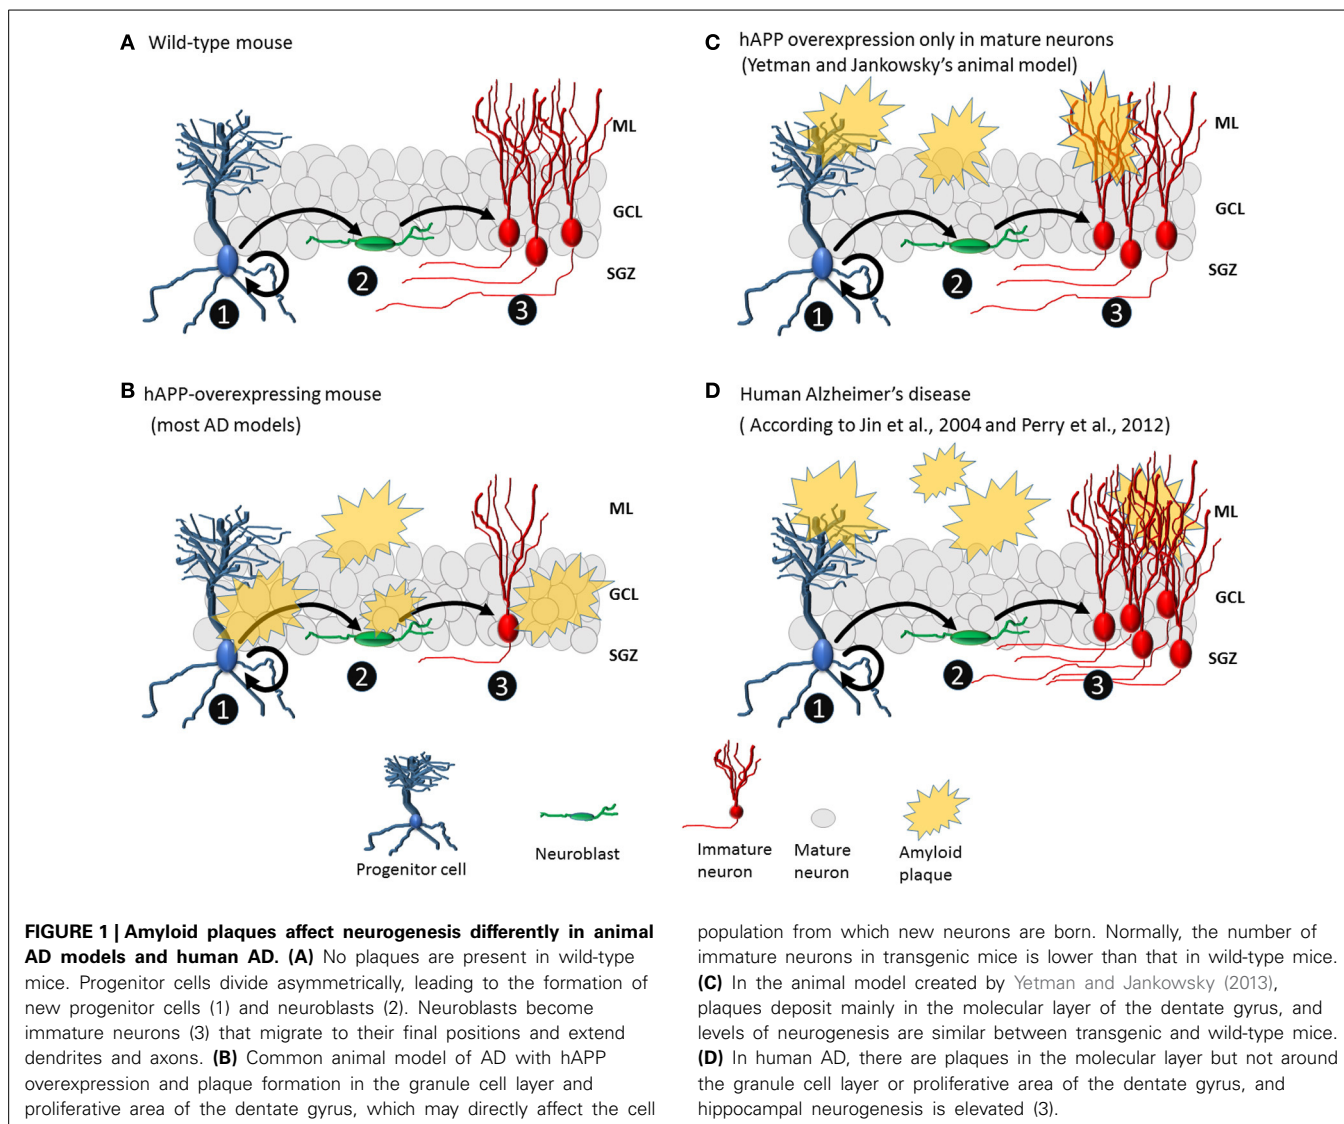 A Wild-type mouse
ML
GCL
SGZ
1
2
3
B hAPP-overexpressing mouse
(most AD models)
ML
GCL
SGZ
1
2
3
C hAPP overexpression only in mature neurons
(Yetman and Jankowsky's animal model)
ML
GCL
SGZ
1
2
3
D Human Alzheimer's disease
( According to Jin et al., 2004 and Perry et al., 2012)
ML
GCL
SGZ
1
2
3
Progenitor cell
Neuroblast
Immature
neuron
Mature
neuron
Amyloid
plaque
FIGURE 1 | Amyloid plaques affect neurogenesis differently in animal
AD models and human AD. (A) No plaques are present in wild-type
mice. Progenitor cells divide asymmetrically, leading to the formation of
new progenitor cells (1) and neuroblasts (2). Neuroblasts become
immature neurons (3) that migrate to their final positions and extend
dendrites and axons. (B) Common animal model of AD with hAPP
overexpression and plaque formation in the granule cell layer and
proliferative area of the dentate gyrus, which may directly affect the cell
population from which new neurons are born. Normally, the number of
immature neurons in transgenic mice is lower than that in wild-type mice.
(C) In the animal model created by Yetman and Jankowsky (2013),
plaques deposit mainly in the molecular layer of the dentate gyrus, and
levels of neurogenesis are similar between transgenic and wild-type mice.
(D) In human AD, there are plaques in the molecular layer but not around
the granule cell layer or proliferative area of the dentate gyrus, and
hippocampal neurogenesis is elevated (3).